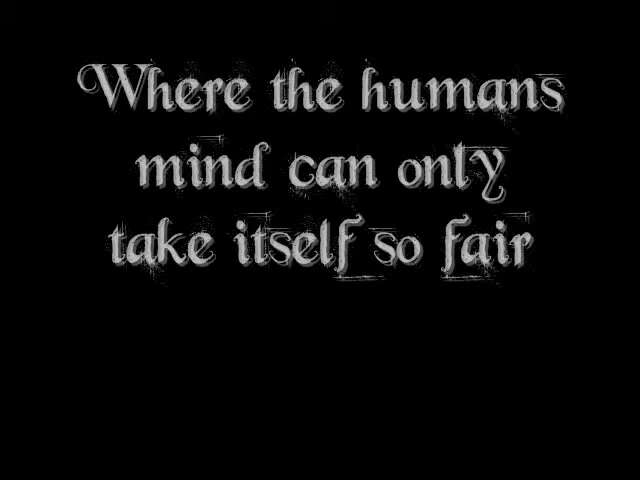 Where the humans
mind can only
take itself so fair